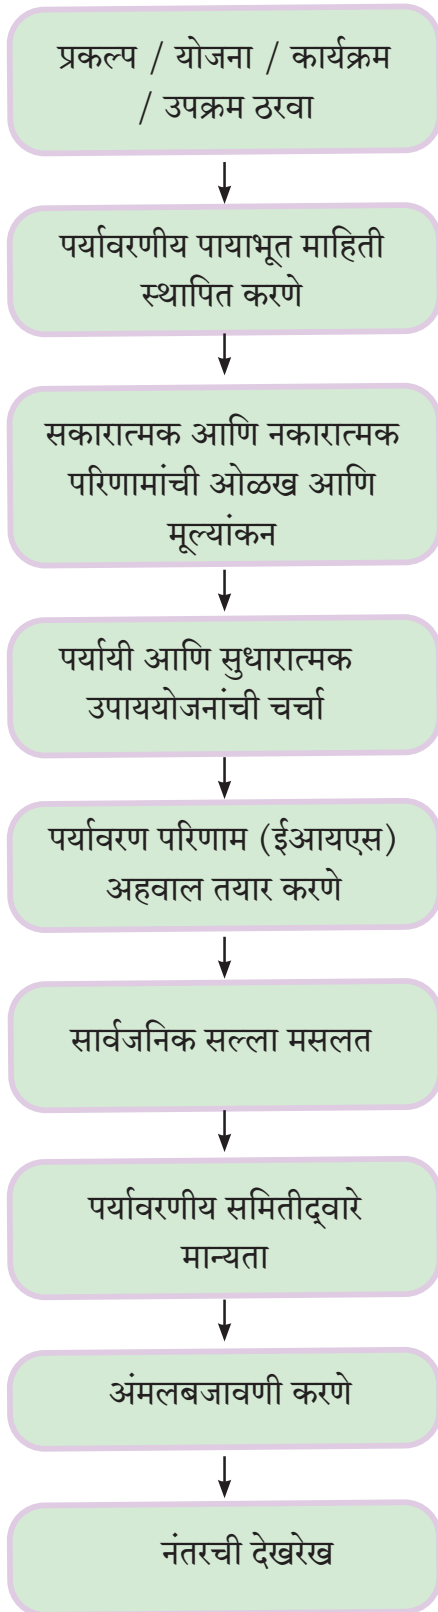 प्रकल्प / योजना / कार्यक्रम
/ उपक्रम ठरवा
पर्यावरणीय पायाभूत माहिती
स्थापित करणे
सकारात्मक आणि नकारात्मक
परिणामांची ओळख आणि
मूल्यांकन
पर्यायी आणि सुधारात्मक
उपाययोजनांची चर्चा
पर्यावरण परिणाम (ईआयएस)
अहवाल तयार करणे
सार्वजनिक सल्ला मसलत
पर्यावरणीय समितीद्‌वारे
मान्यता
अंमलबजावणी करणे
नंतरची देखरेख